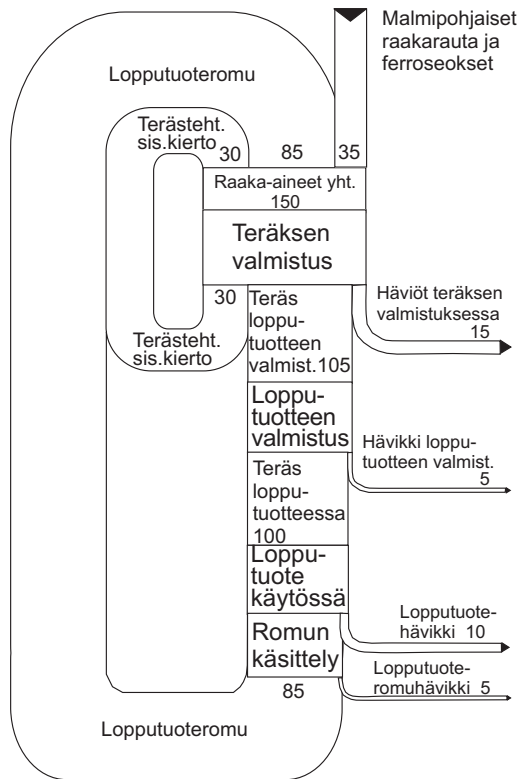 Malmipohjaiset
raakarauta ja
ferroseokset
Lopputuoteromu
Terästeht.
sis.kierto
30
85
35
Raaka-aineet yht.
150
Teräksen
valmistus
30
Teräs
loppu-
tuotteen
valmist.105
Häviöt teräksen
valmistuksessa
15
Terästeht.
sis.kierto
Loppu-
tuotteen
valmistus
Hävikki loppu-
tuotteen valmist.
5
Teräs
loppu-
tuotteessa
100
Loppu-
tuote
käytössä
Lopputuote-
hävikki 10
Romun
käsittely
Lopputuote-
romuhävikki 5
85
Lopputuoteromu